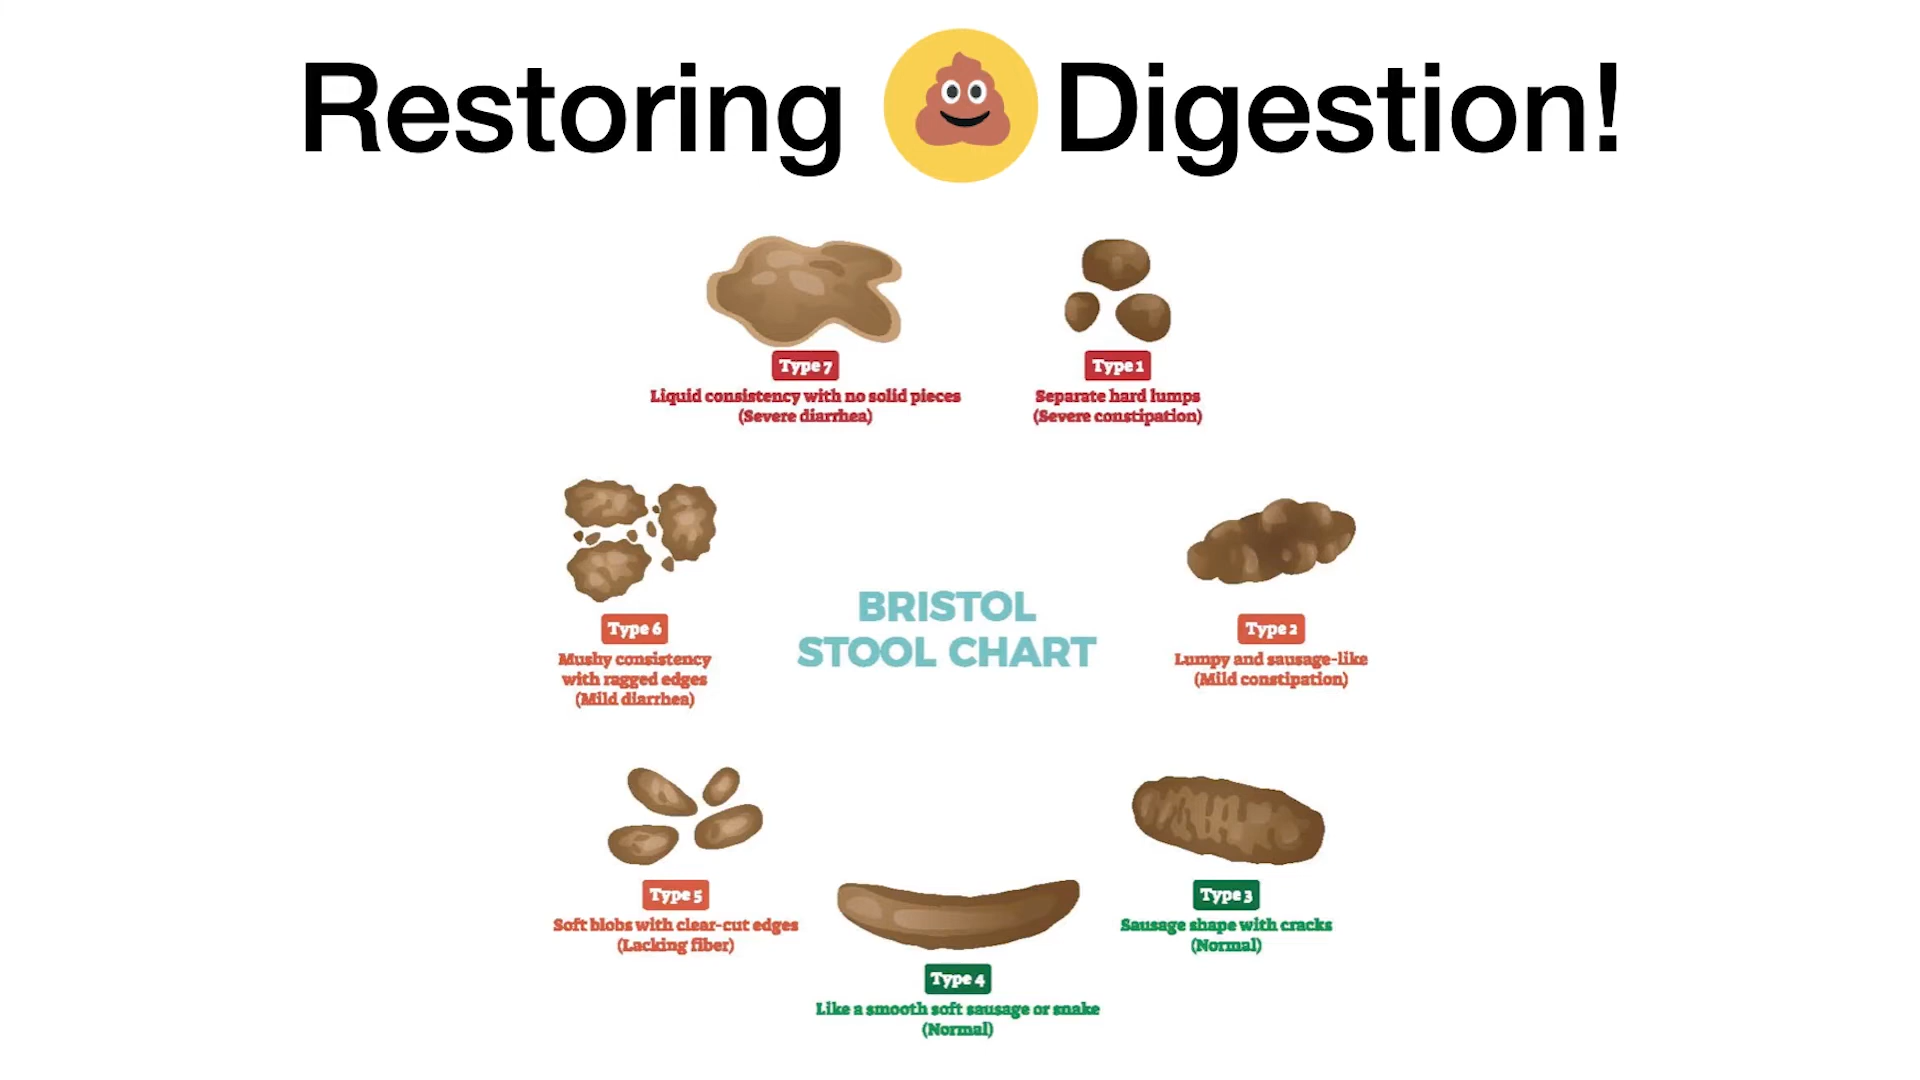 Restoring Digestion!
Type 7
Liquid consistency with no solid pieces
(Severe diarrhea)
Type 1
Separate hard lumps
(Severe constipation)
Type 6
Mushy consistency
with ragged edges
(Mild diarrhea)
BRISTOL
STOOL CHART
Type 2
Lumpy and sausage-like
(Mild constipation)
Type 5
Soft blobs with clear-cut edges
(Lacking fiber)
Type 3
Sausage shape with cracks
(Normal)
Type 4
Like a smooth soft sausage or snake
(Normal)